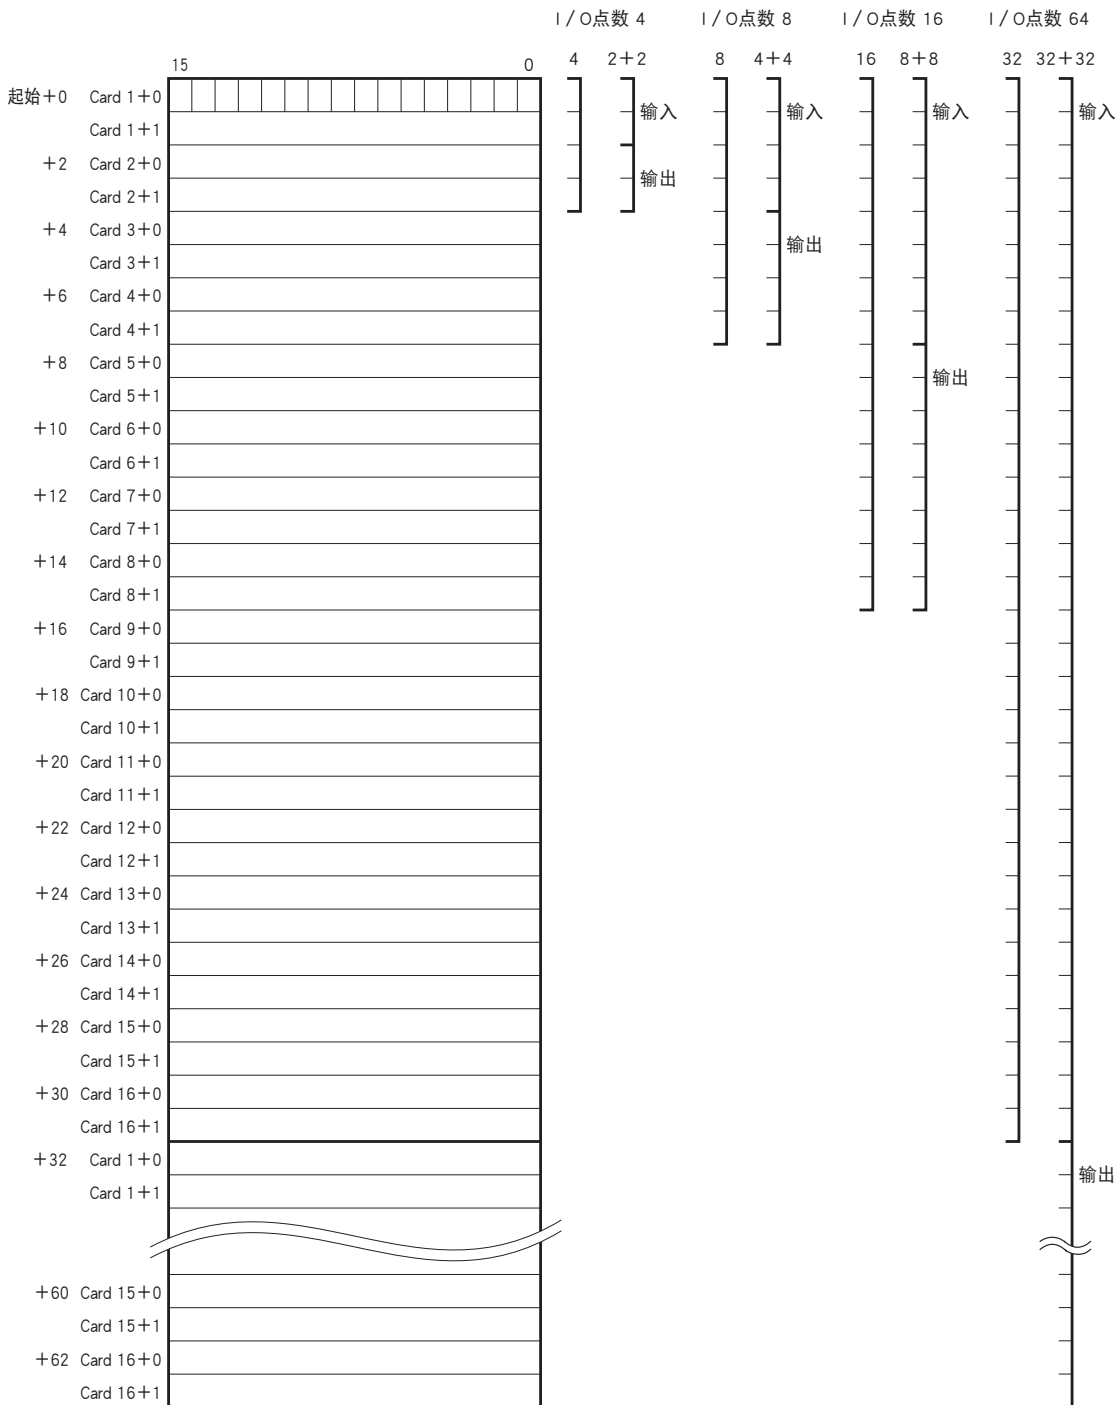 I/O点数 4 I/O点数 8 I/O点数 16 I/O点数 64
15 0 4 2+2 8 4+4 16 8+8 32 32+32
起始+0 Card 1+0 输入 输入 输入 输入
Card 1+1
+2 Card 2+0 输出
Card 2+1
+4 Card 3+0 输出
Card 3+1
+6 Card 4+0
Card 4+1
+8 Card 5+0 输出
Card 5+1
+10 Card 6+0
Card 6+1
+12 Card 7+0
Card 7+1
+14 Card 8+0
Card 8+1
+16 Card 9+0
Card 9+1
+18 Card 10+0
Card 10+1
+20 Card 11+0
Card 11+1
+22 Card 12+0
Card 12+1
+24 Card 13+0
Card 13+1
+26 Card 14+0
Card 14+1
+28 Card 15+0
Card 15+1
+30 Card 16+0
Card 16+1
+32 Card 1+0 输出
Card 1+1
+60 Card 15+0
Card 15+1
+62 Card 16+0
Card 16+1